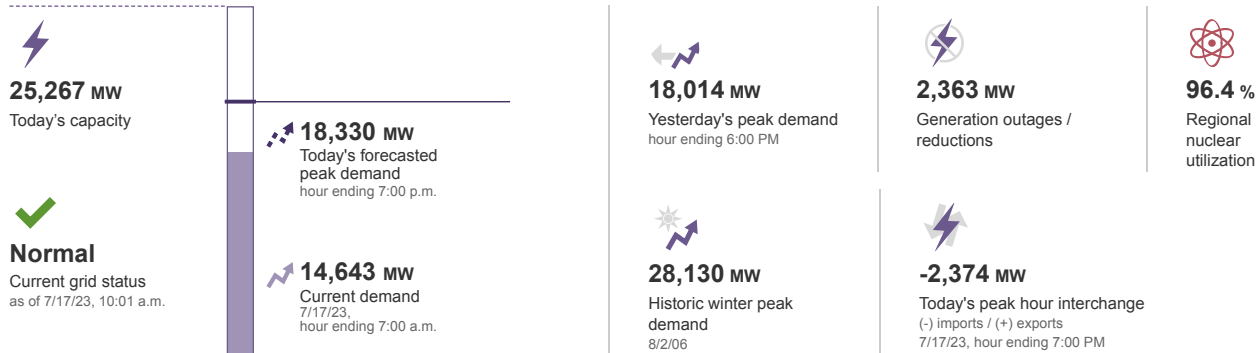 25,267 MW
Today's capacity
Normal
Current grid status
as of 7/17/23, 10:01 a.m.
18,330 MW
Today's forecasted
peak demand
hour ending 7:00 p.m.
14,643 MW
Current demand
7/17/23,
hour ending 7:00 a.m.
18,014 MW
Yesterday's peak demand
hour ending 6:00 PM
2,363 MW
Generation outages /
reductions
96.4 %
Regional
nuclear
utilization
28,130 MW
Historic winter peak
demand
8/2/06
-2,374 MW
Today's peak hour interchange
(-) imports / (+) exports
7/17/23, hour ending 7:00 PM